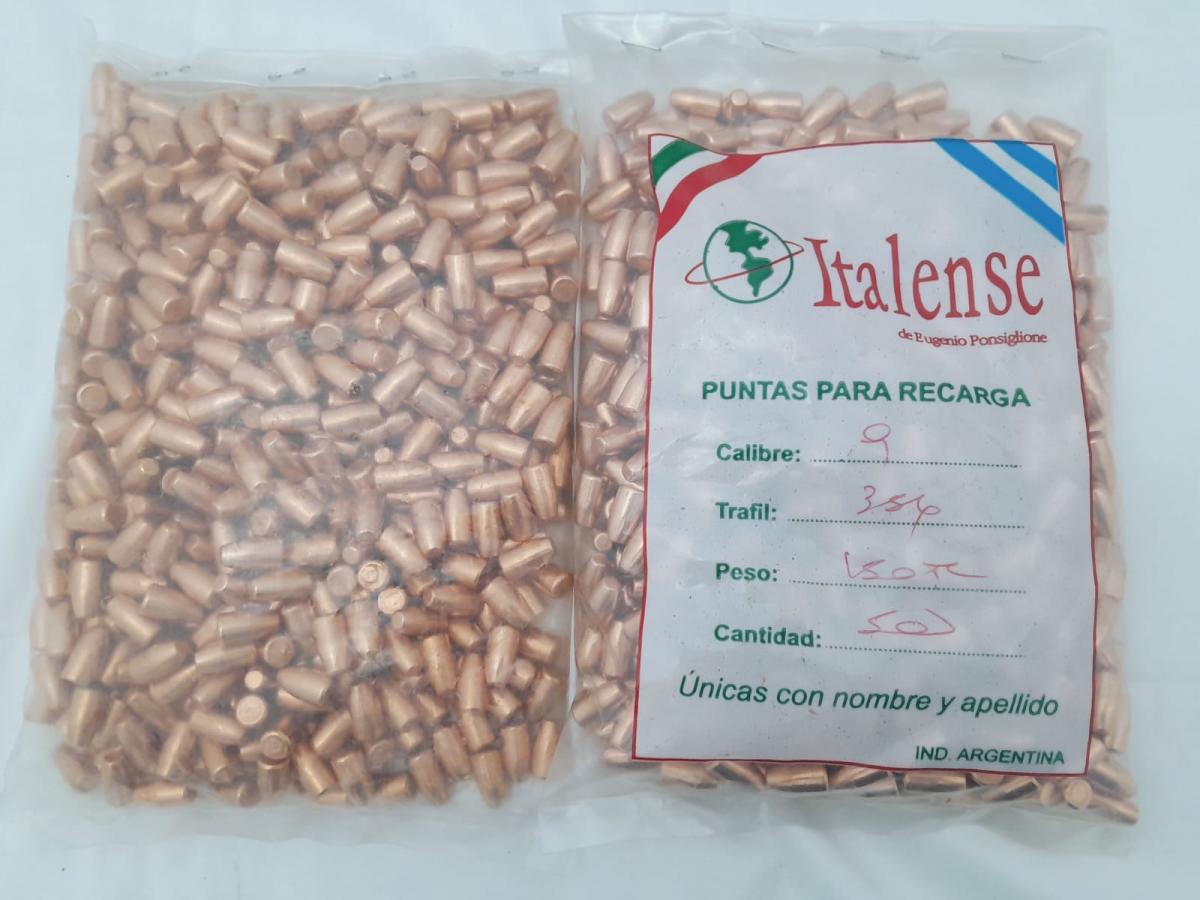 Italense
de Eugenio Ponsiglione
PUNTAS PARA RECARGA
Calibre: 9
Trafil: 356
Peso:
Cantidad: 500
Únicas con nombre y apellido
IND. ARGENTINA